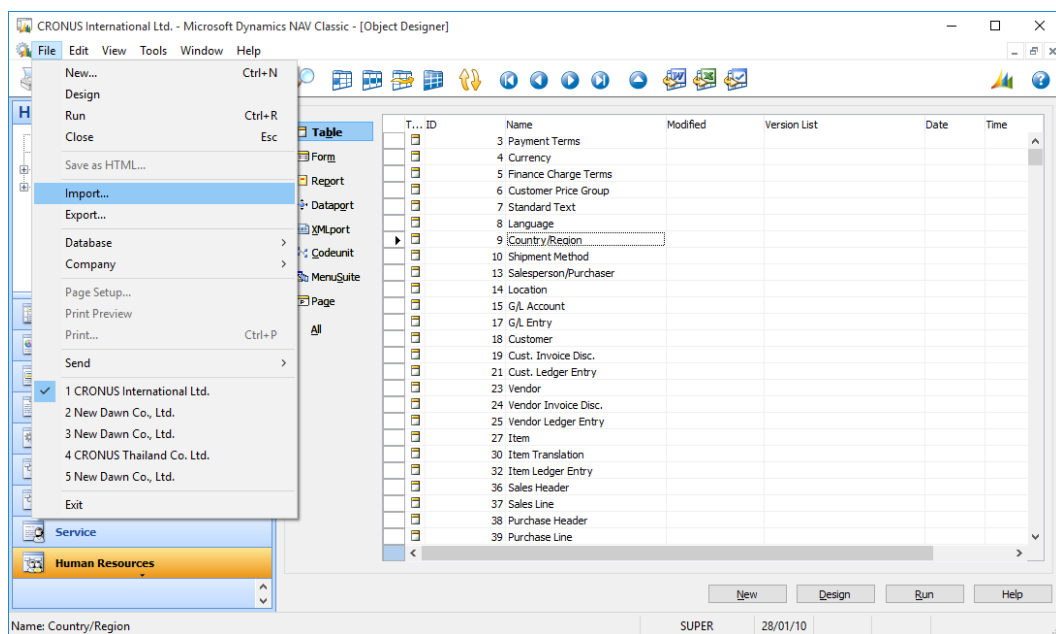 CRONUS International Ltd. - Microsoft Dynamics NAV Classic - [Object Designer]
File Edit View Tools Window Help
New... Ctrl+N
Design
Run Ctrl+R
Close Esc
Save as HTML...
Import...
Export...
Database
Company
Page Setup...
Print Preview
Print... Ctrl+P
Send
1 CRONUS International Ltd.
2 New Dawn Co., Ltd.
3 New Dawn Co., Ltd.
4 CRONUS Thailand Co. Ltd.
5 New Dawn Co., Ltd.
Exit
H
Service
Human Resources
Table
Form
Report
Dataport
XMLport
Codeunit
MenuSuite
Page
All
T... ID Name Modified Version List Date Time
3 Payment Terms
4 Currency
5 Finance Charge Terms
6 Customer Price Group
7 Standard Text
8 Language
9 Country/Region
10 Shipment Method
13 Salesperson/Purchaser
14 Location
15 G/L Account
17 G/L Entry
18 Customer
19 Cust. Invoice Disc.
21 Cust. Ledger Entry
23 Vendor
24 Vendor Invoice Disc.
25 Vendor Ledger Entry
27 Item
30 Item Translation
32 Item Ledger Entry
36 Sales Header
37 Sales Line
38 Purchase Header
39 Purchase Line
New Design Run Help
Name: Country/Region SUPER 28/01/10